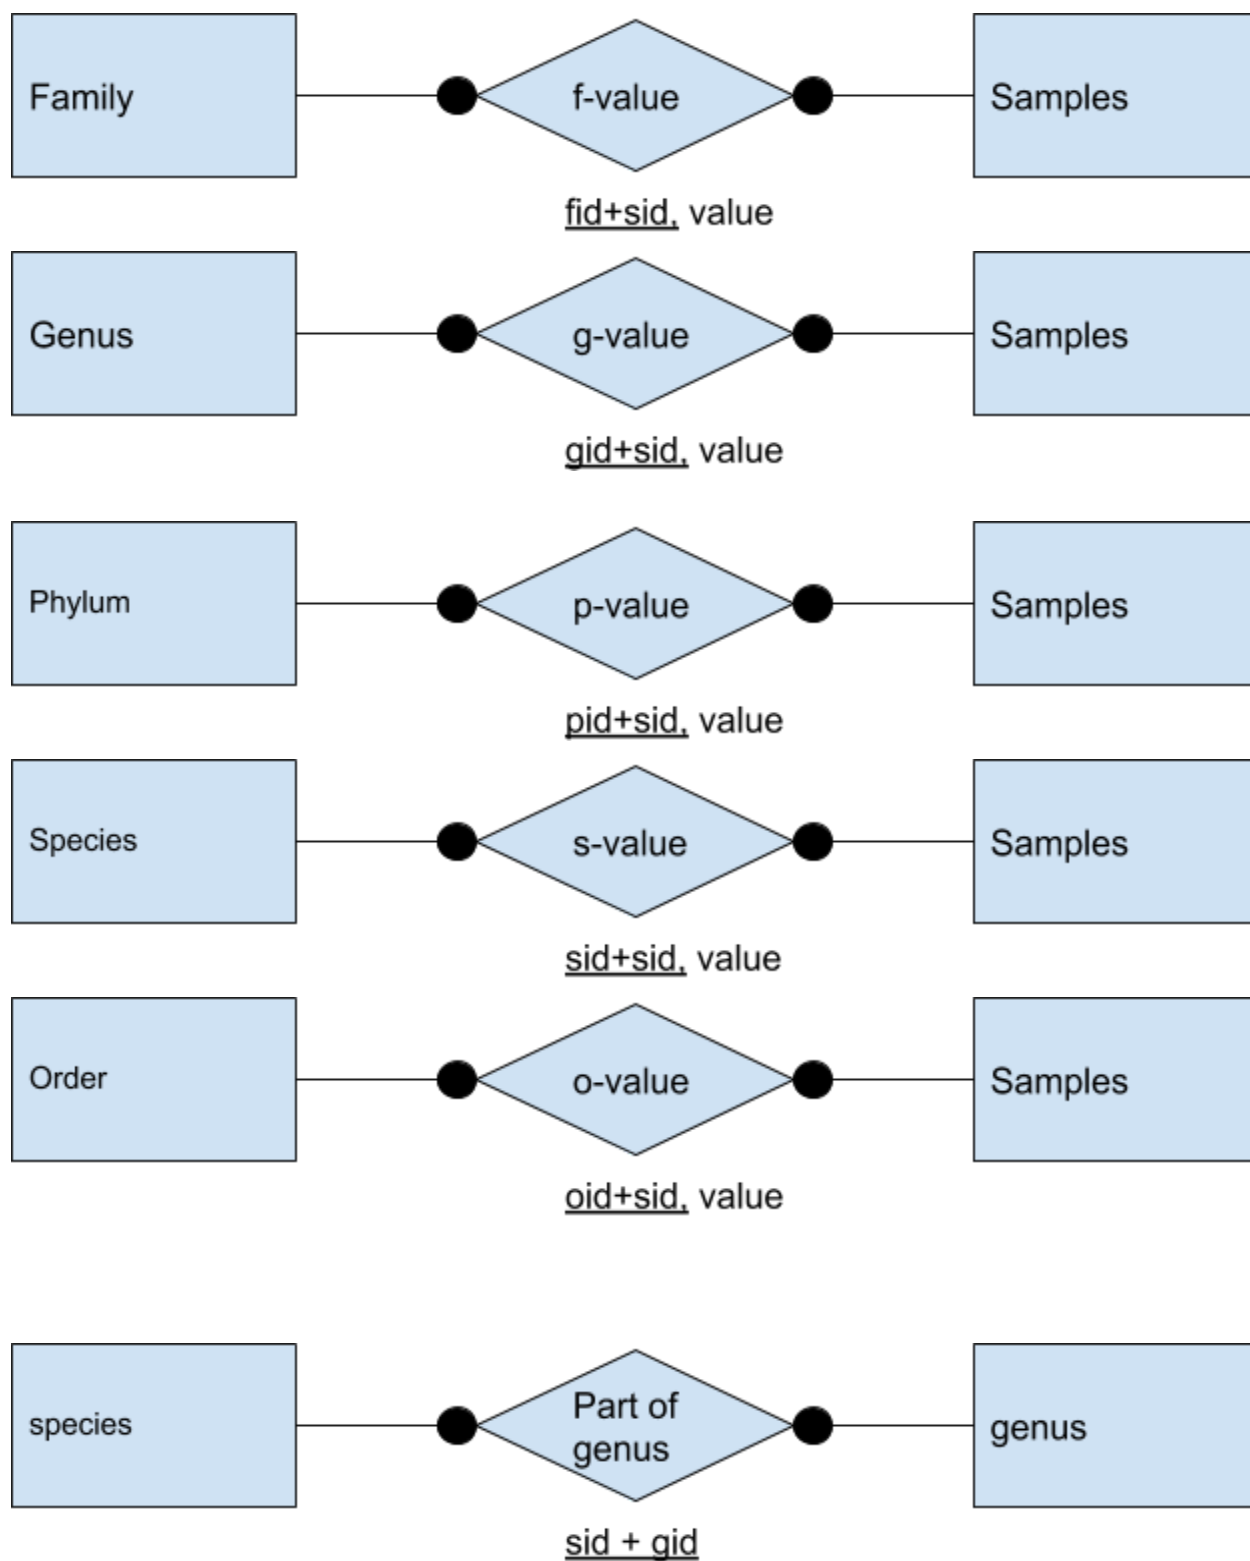 Family f-value Samples
fid+sid, value
Genus g-value Samples
gid+sid, value
Phylum p-value Samples
pid+sid, value
Species s-value Samples
sid+sid, value
Order o-value Samples
oid+sid, value
species
Part of
genus
genus
sid + gid